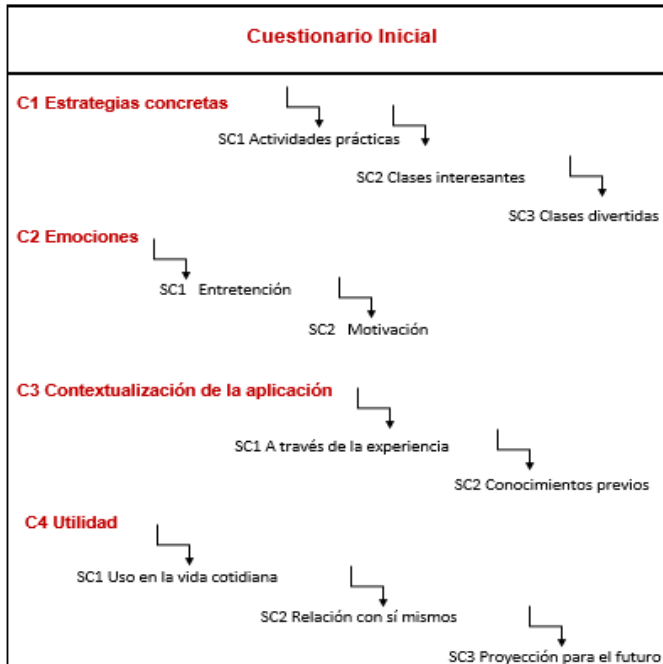 Cuestionario Inicial
C1 Estrategias concretas
SC1 Actividades prácticas
SC2 Clases interesantes
SC3 Clases divertidas
C2 Emociones
SC1 Entretención
SC2 Motivación
C3 Contextualización de la aplicación
SC1 A través de la experiencia
SC2 Conocimientos previos
C4 Utilidad
SC1 Uso en la vida cotidiana
SC2 Relación con sí mismos
SC3 Proyección para el futuro